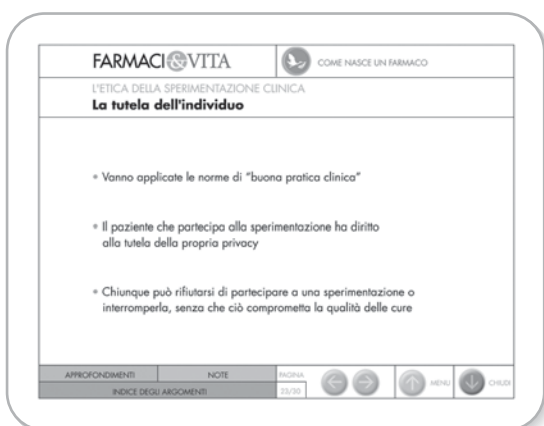 FARMACI&VITA
COME NASCE UN FARMACO
L'ETICA DELLA SPERIMENTAZIONE CLINICA
La tutela dell'individuo
• Vanno applicate le norme di "buona pratica clinica"
• Il paziente che partecipa alla sperimentazione ha diritto
alla tutela della propria privacy
• Chiunque può rifiutarsi di partecipare a una sperimentazione o
interromperla, senza che ciò comprometta la qualità delle cure
APPROFONDIMENTI
NOTE
PAGINA
MENÙ
CHIUDI
INDICE DEGLI ARGOMENTI